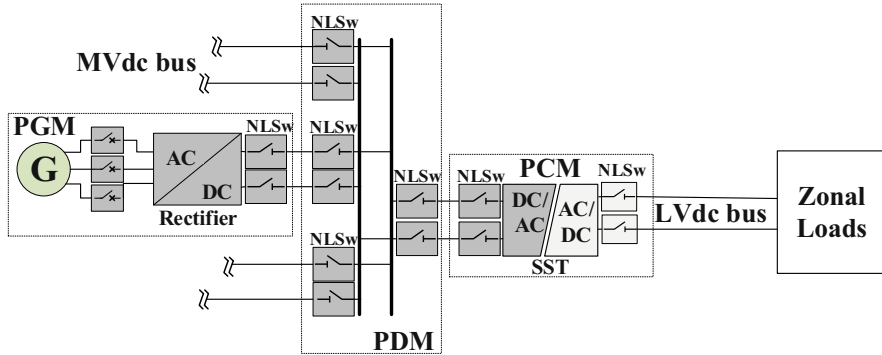 NLSw
MVdc bus
PGM
NLSw
NLSw
G
AC
DC
Rectifier
NLSw
NLSw
PCM
NLSw
NLSw
DC/
AC
AC/
DC
SST
LVdc bus
Zonal
Loads
NLSw
PDM